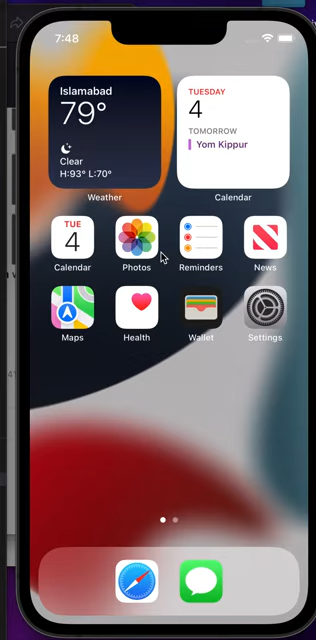 7:48
Islamabad
79°
Clear
H:93° L:70°
Weather
TUESDAY
4
TOMORROW
Yom Kippur
Calendar
TUE
4
Calendar
Photos
Reminders
News
Maps
Health
Wallet
Settings